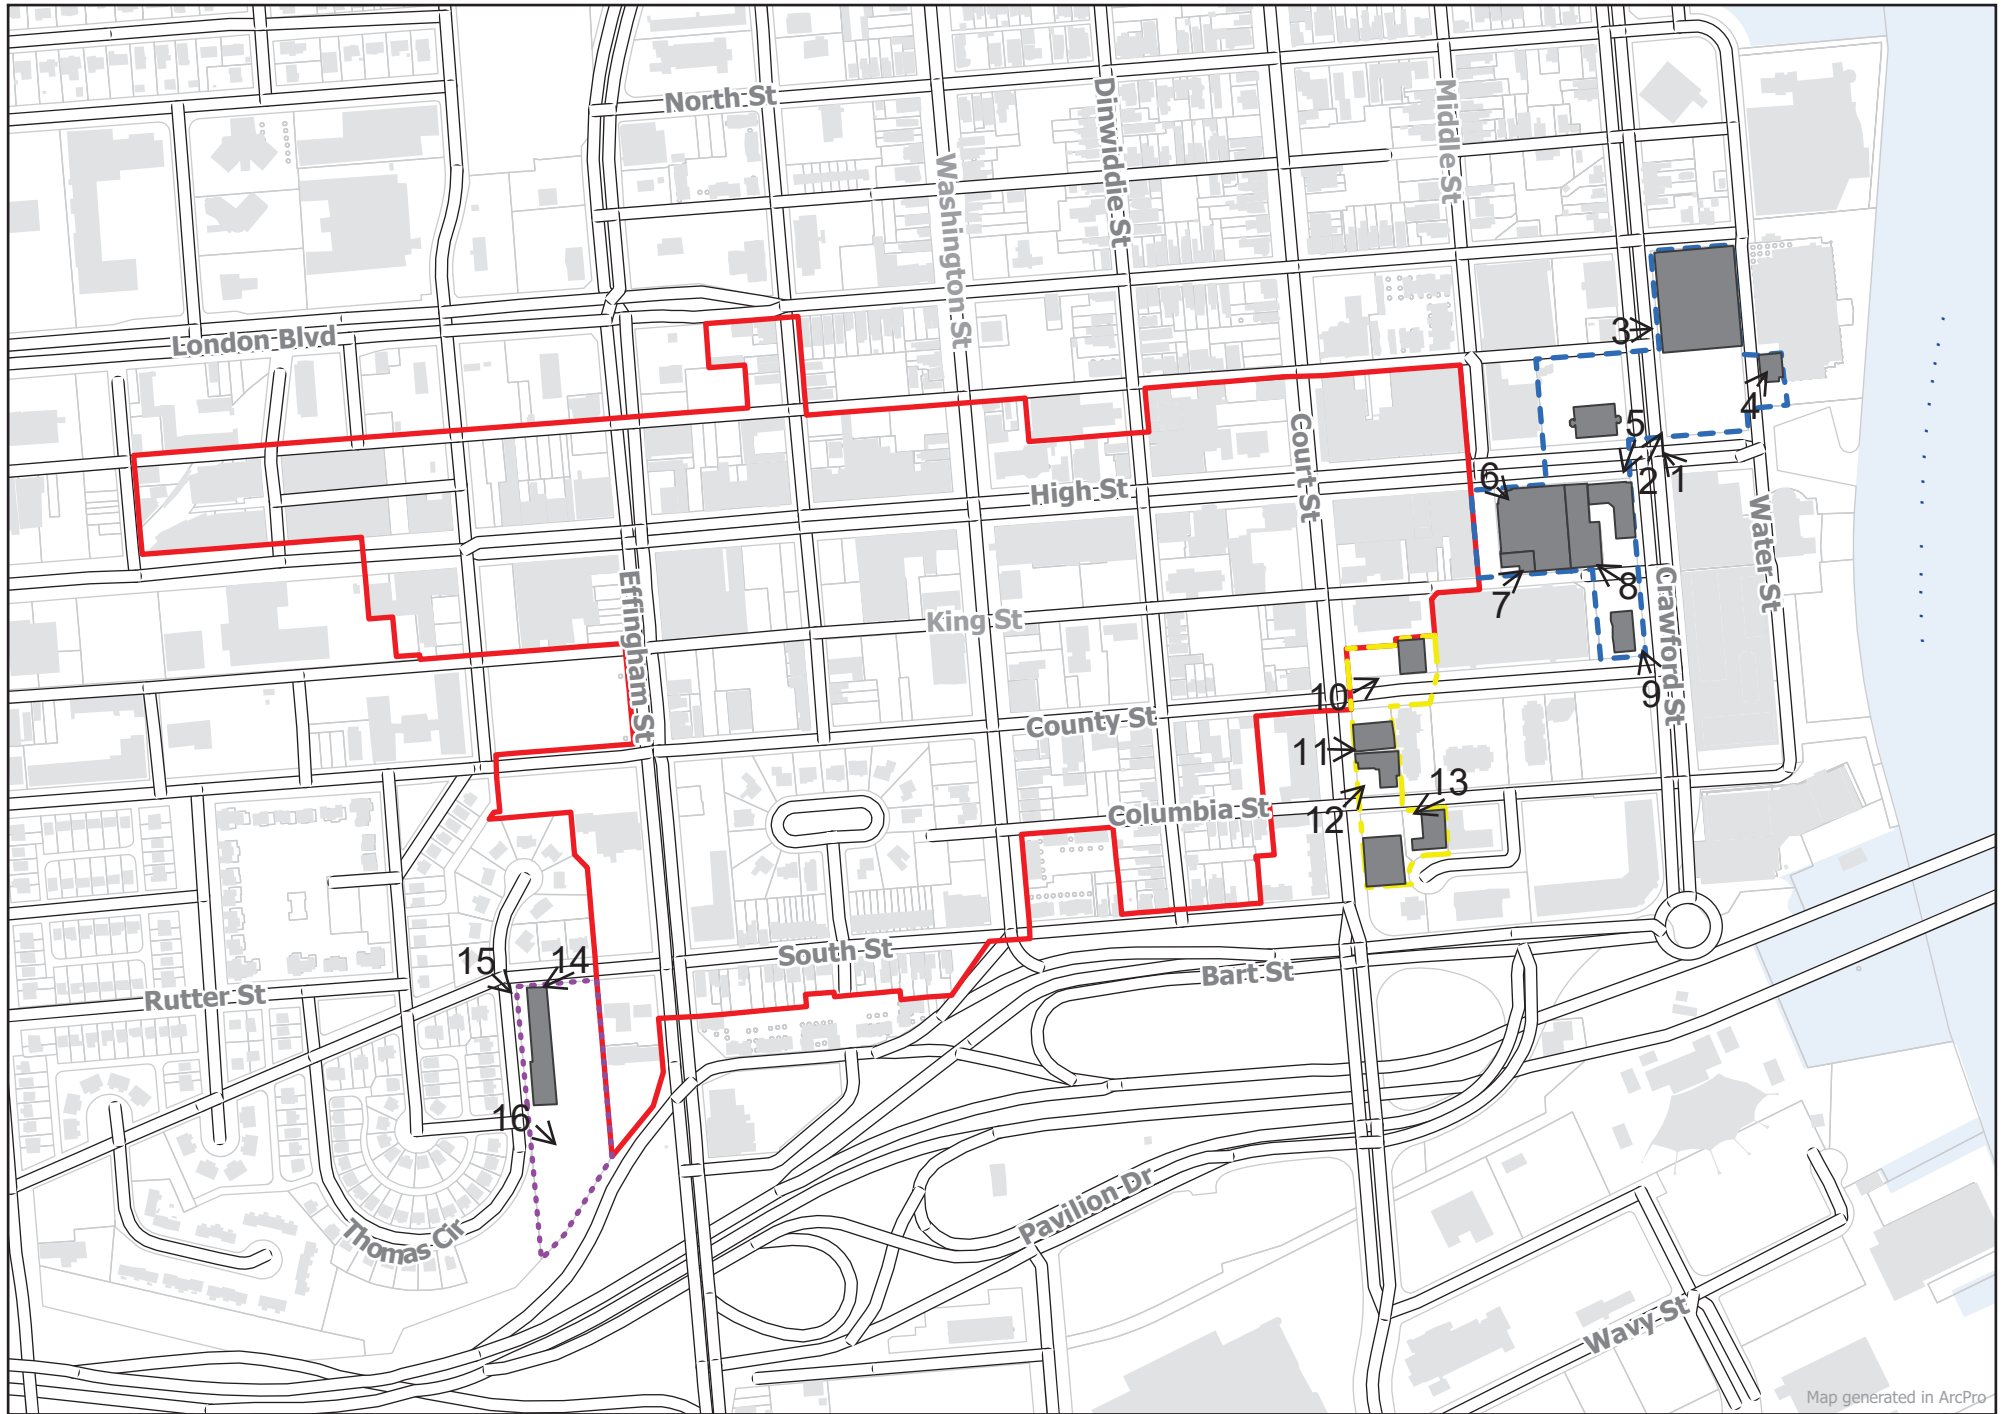 North St
Washington St
Dinwiddie St
Middle St
London Blvd
3
4
5
2
1
6
Court St
High St
Water St
7
8
Effingham St
King St
Crawford St
9
10
County St
11
13
Columbia St
12
South St
15
14
Bart St
Rutter St
16
Pavilion Dr
Thomas Cir
Wavy St
Map generated in ArcPro